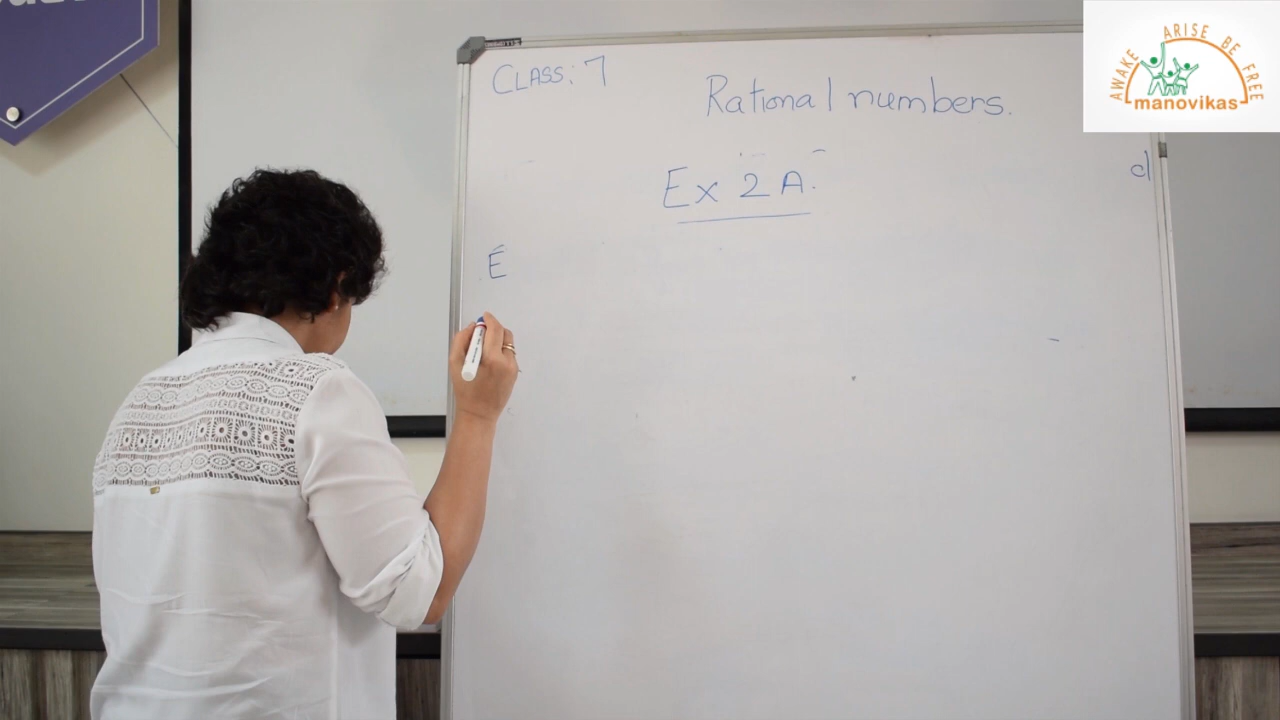 CLASS: 7
Rational numbers.
Ex 2 A.
d
E
AWAKE ARISE BE FREE
manovikas